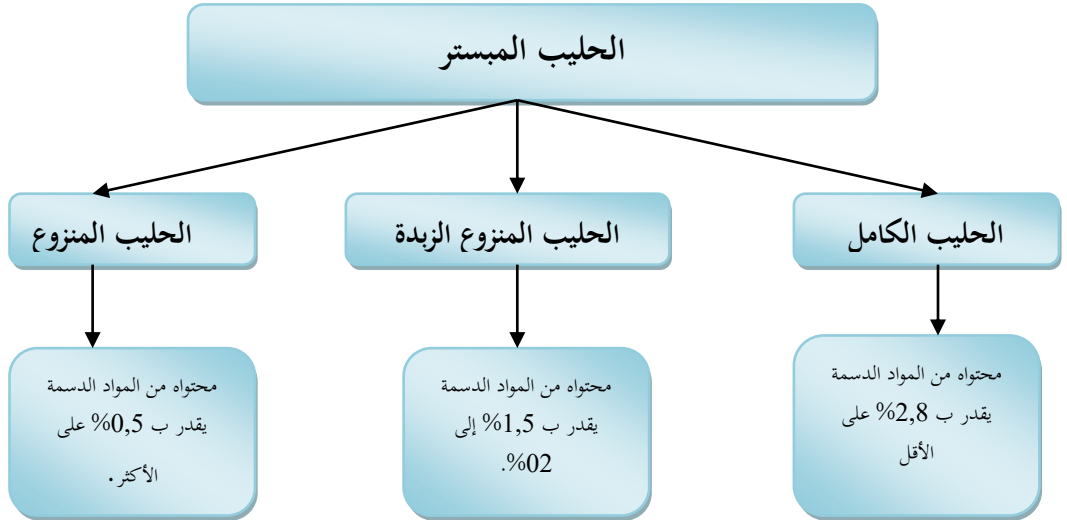 الحليب المبستر
الحليب الكامل
الحليب المنزوع الزبدة
الحليب المنزوع
محتواه من المواد الدسمة
يقدر ب 2,8% على
الأقل
محتواه من المواد الدسمة
يقدر ب 1,5% إلى
02%.
محتواه من المواد الدسمة
يقدر ب 0,5% على
الأكثر.